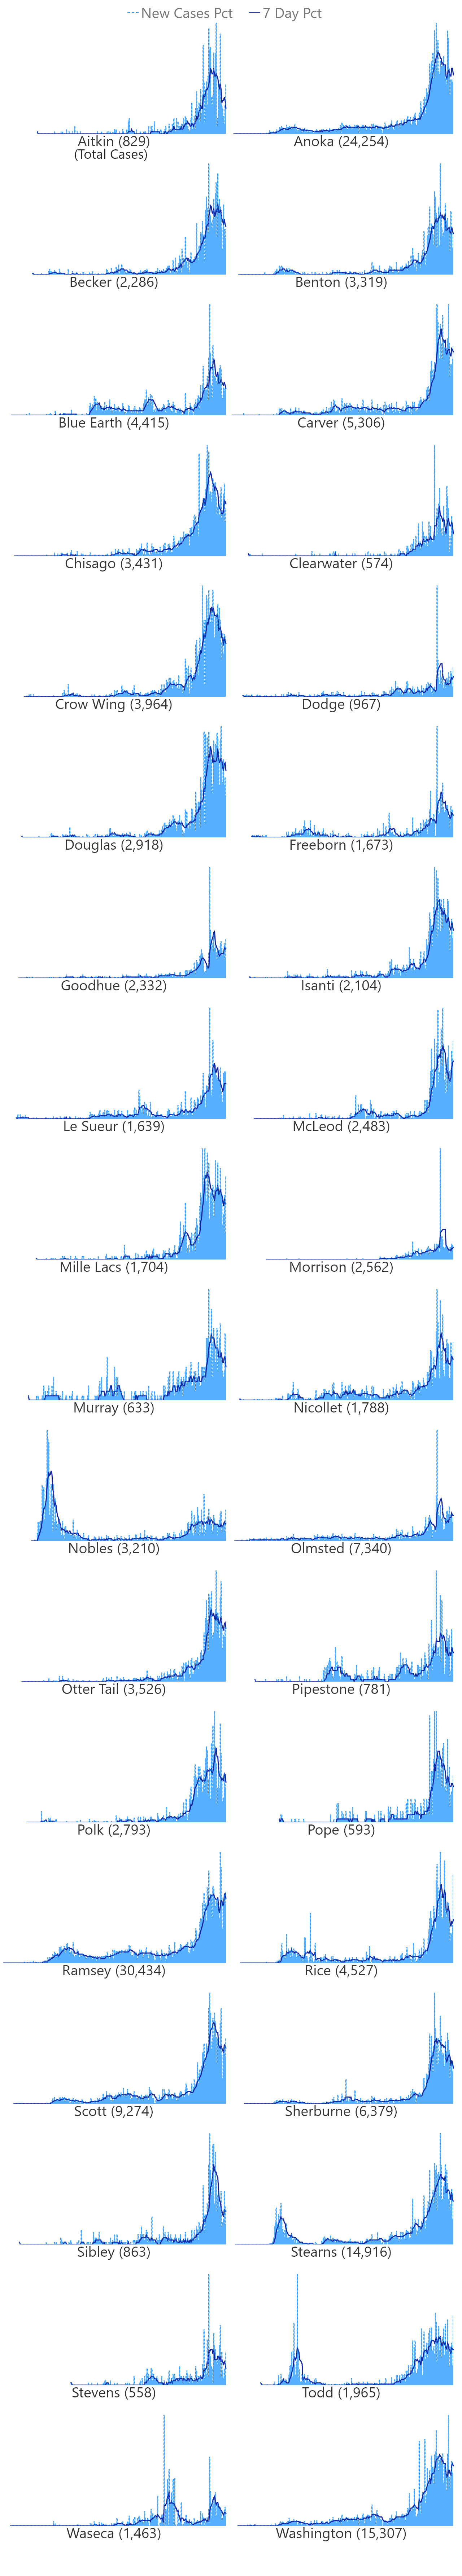 New Cases Pct 7 Day Pct
Aitkin (829) Anoka (24,254)
(Total Cases)
Becker (2,286) Benton (3,319)
Blue Earth (4,415) Carver (5,306)
Chisago (3,431) Clearwater (574)
Crow Wing (3,964) Dodge (967)
Douglas (2,918) Freeborn (1,673)
Goodhue (2,332) Isanti (2,104)
Le Sueur (1,639) McLeod (2,483)
Mille Lacs (1,704) Morrison (2,562)
Murray (633) Nicollet (1,788)
Nobles (3,210) Olmsted (7,340)
Otter Tail (3,526) Pipestone (781)
Polk (2,793) Pope (593)
Ramsey (30,434) Rice (4,527)
Scott (9,274) Sherburne (6,379)
Sibley (863) Stearns (14,916)
Stevens (558) Todd (1,965)
Waseca (1,463) Washington (15,307)